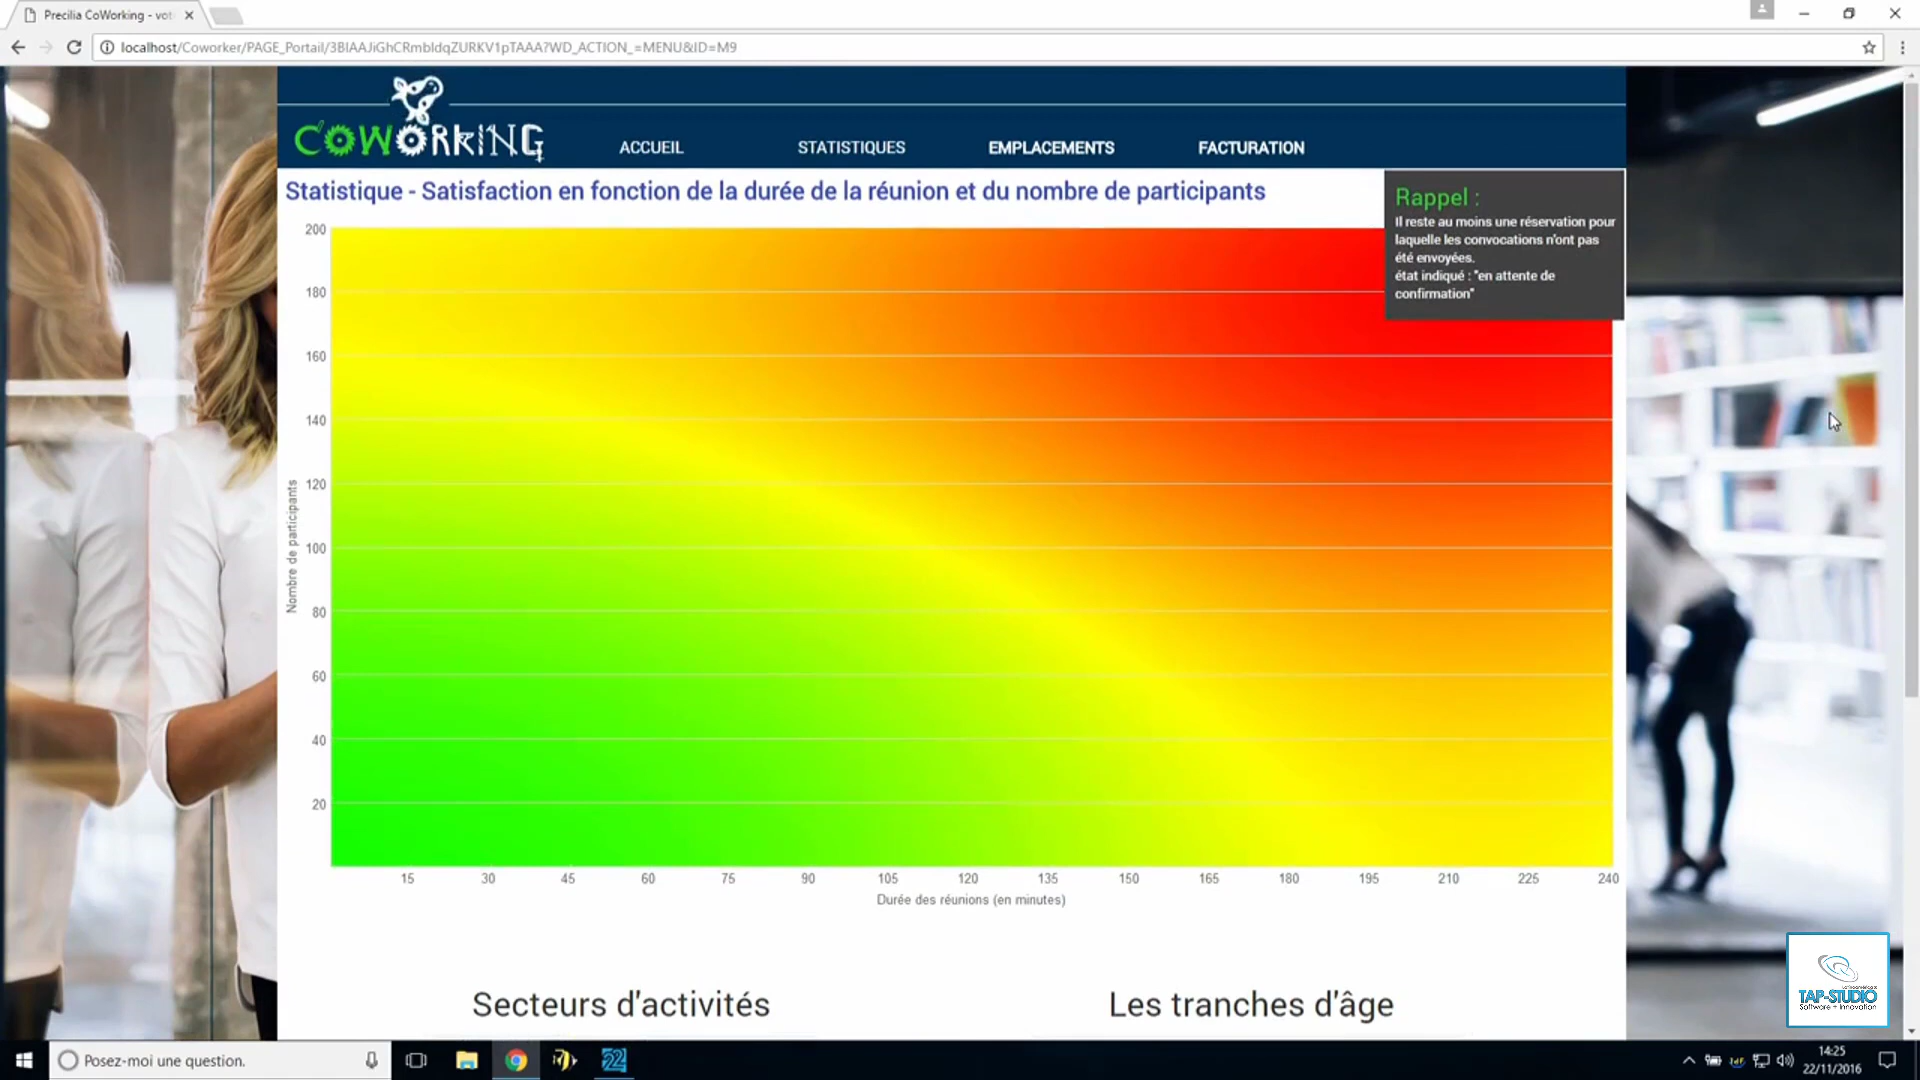 Precilia CoWorking - vot
localhost/Coworker/PAGE_Portail/3BIAAJiGhCRmbIdqZURKV1pTAAA?WD_ACTION_=MENU&ID=M9
COWORKING
ACCUEIL
STATISTIQUES
EMPLACEMENTS
FACTURATION
Statistique - Satisfaction en fonction de la durée de la réunion et du nombre de participants
Rappel :
Il reste au moins une réservation pour
laquelle les convocations n'ont pas
été envoyées.
état indiqué : "en attente de
confirmation"
200
180
160
140
120
100
80
60
40
20
Nombre de participants
15 30 45 60 75 90 105 120 135 150 165 180 195 210 225 240
Durée des réunions (en minutes)
Secteurs d'activités
Les tranches d'âge
TAP-STUDIO
Software + Innovation
Posez-moi une question.
22
14:25
22/11/2016